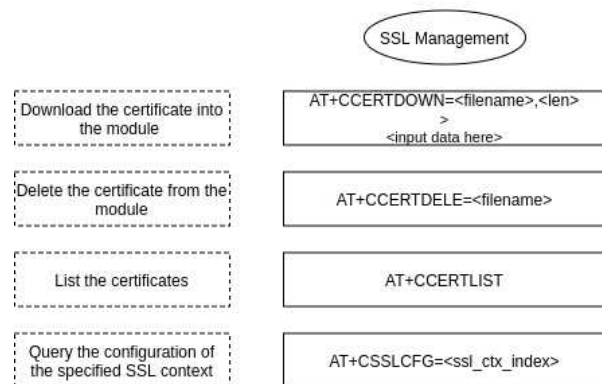 SSL Management
Download the certificate into
the module
AT+CCERTDOWN=<filename>,<len>
>
<input data here>
Delete the certificate from the
module
AT+CCERTDELE=<filename>
List the certificates
AT+CCERTLIST
Query the configuration of
the specified SSL context
AT+CSSLCFG=<ssl_ctx_index>